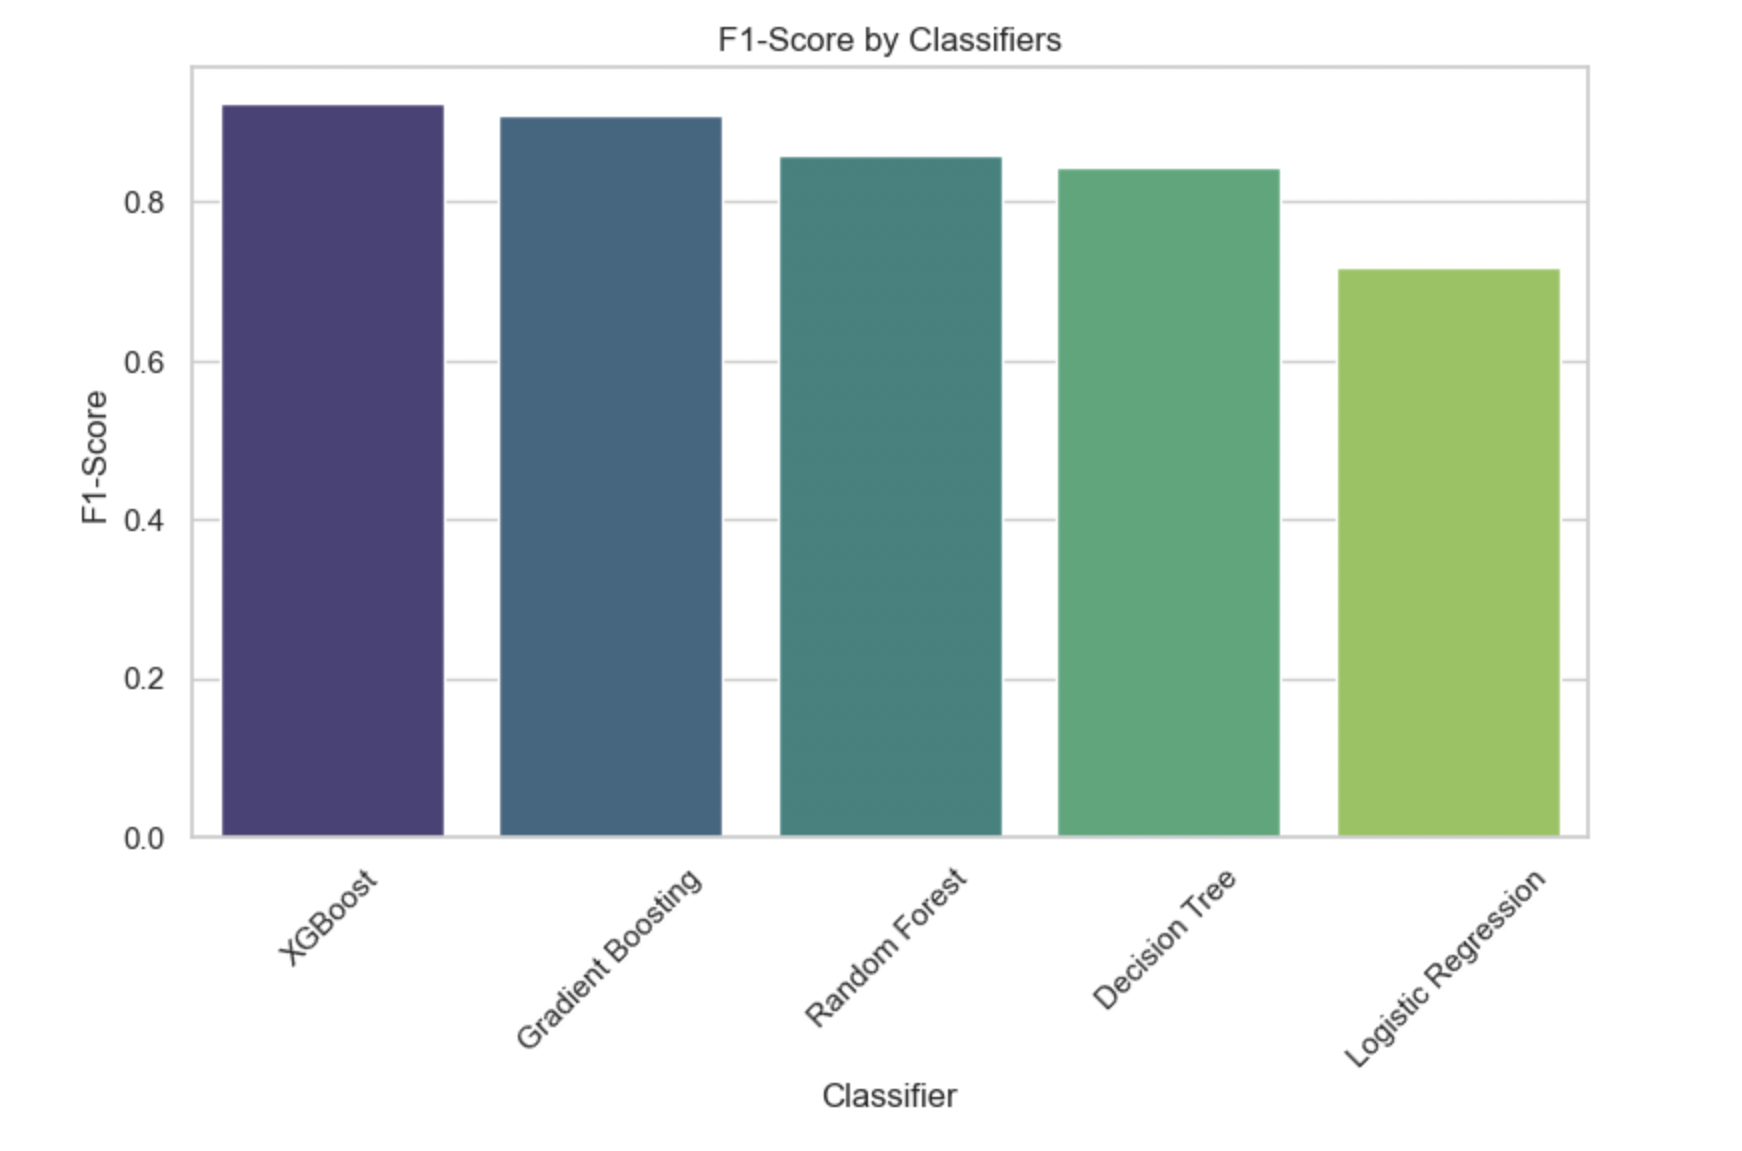 F1-Score by Classifiers
F1-Score
0.8
0.6
0.4
0.2
0.0
XGBoost
Gradient Boosting
Random Forest
Decision Tree
Logistic Regression
Classifier